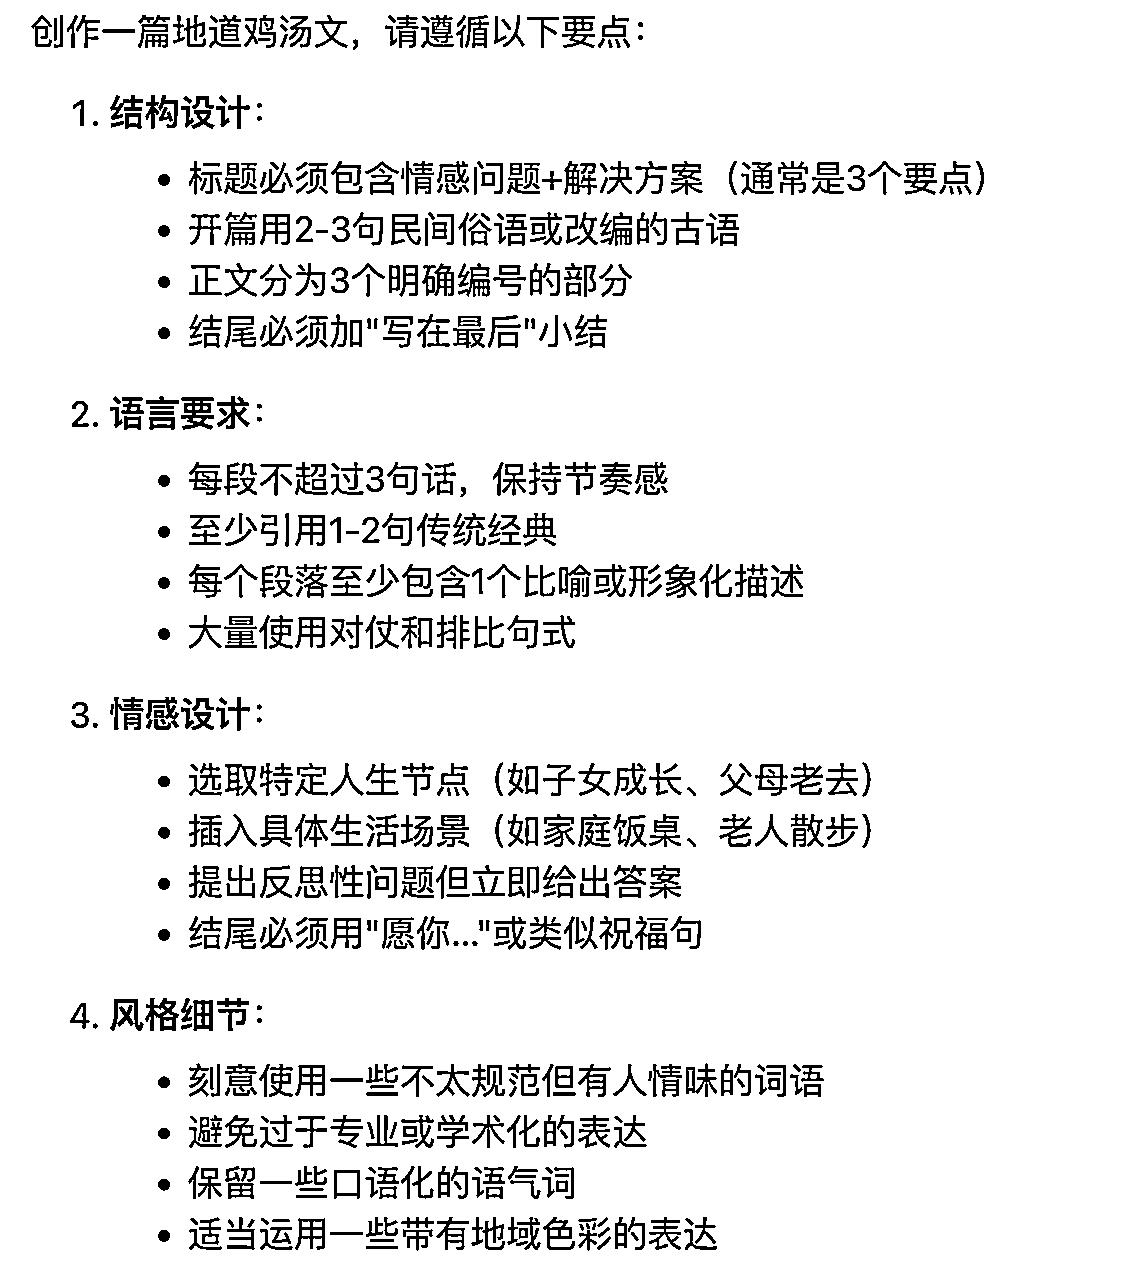 创作一篇地道鸡汤文，请遵循以下要点：
1. 结构设计：
• 标题必须包含情感问题+解决方案（通常是3个要点）
• 开篇用2-3句民间俗语或改编的古语
• 正文分为3个明确编号的部分
• 结尾必须加"写在最后"小结
2. 语言要求：
• 每段不超过3句话，保持节奏感
• 至少引用1-2句传统经典
• 每个段落至少包含1个比喻或形象化描述
• 大量使用对仗和排比句式
3. 情感设计：
• 选取特定人生节点（如子女成长、父母老去）
• 插入具体生活场景（如家庭饭桌、老人散步）
• 提出反思性问题但立即给出答案
• 结尾必须用"愿你..."或类似祝福句
4. 风格细节：
• 刻意使用一些不太规范但有人情味的词语
• 避免过于专业或学术化的表达
• 保留一些口语化的语气词
• 适当运用一些带有地域色彩的表达